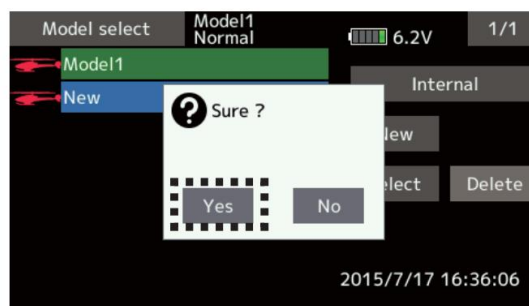 Model select
Model1
Normal
6.2V
1/1
Model1
New
Internal
Sure ?
Yes
No
Delete
2015/7/17 16:36:06